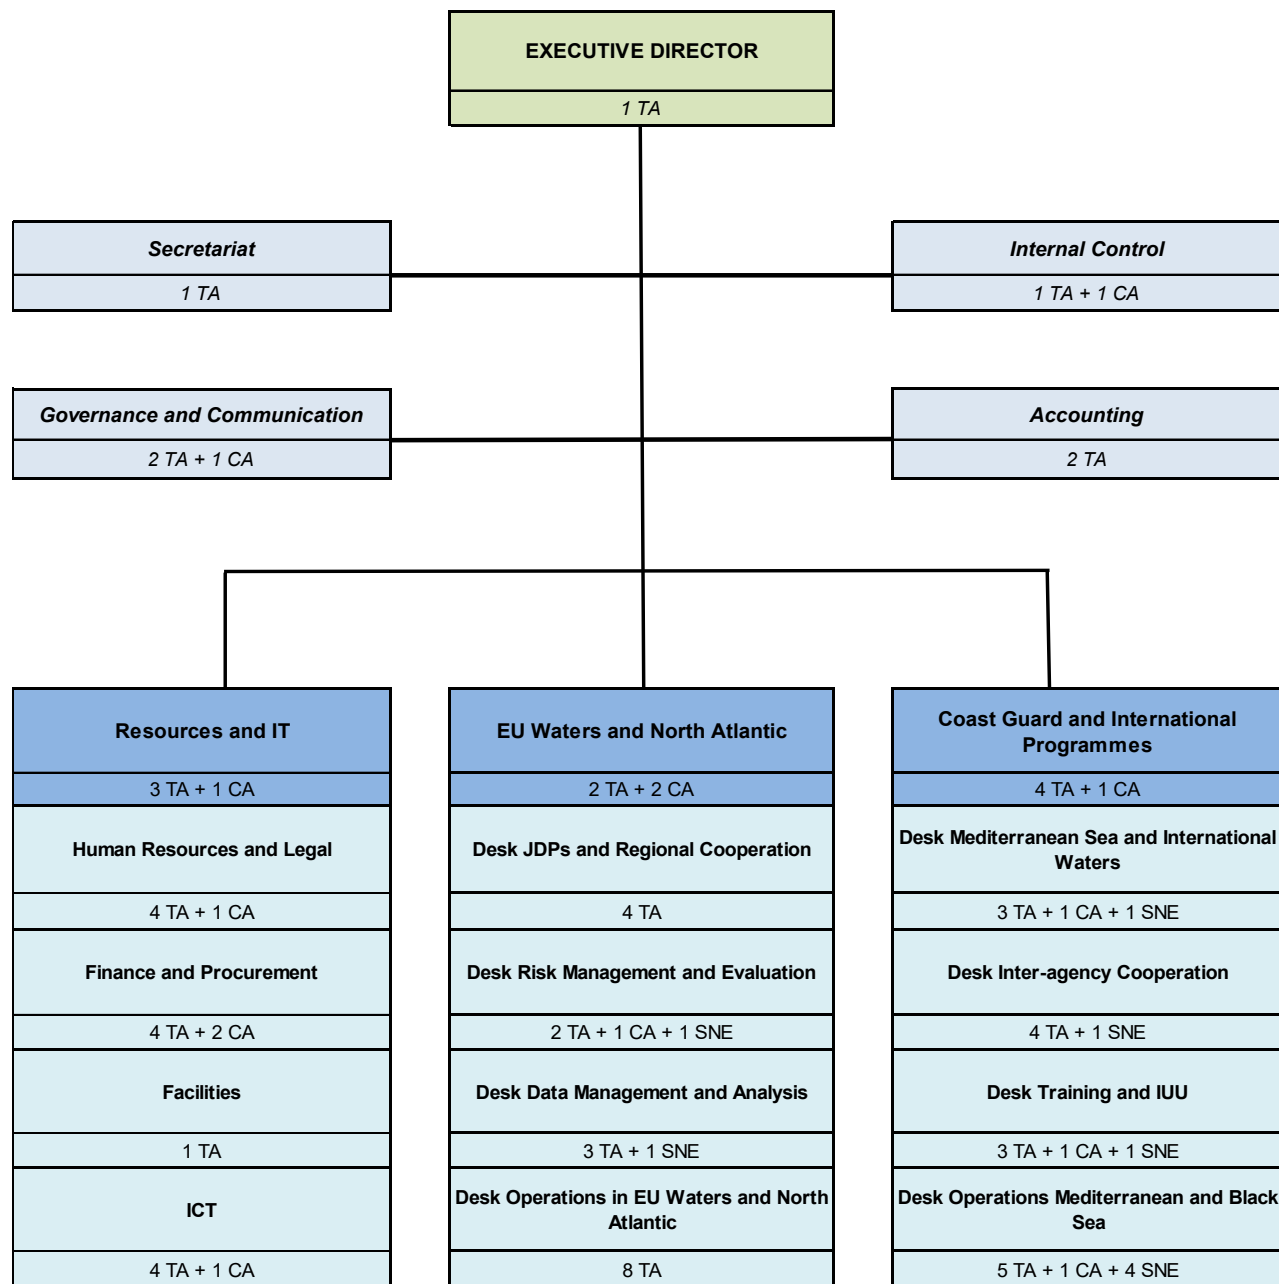 EXECUTIVE DIRECTOR
1 TA
Secretariat
1 TA
Internal Control
1 TA + 1 CA
Governance and Communication
2 TA + 1 CA
Accounting
2 TA
Resources and IT
3 TA + 1 CA
Human Resources and Legal
4 TA + 1 CA
Finance and Procurement
4 TA + 2 CA
Facilities
1 TA
ICT
4 TA + 1 CA
EU Waters and North Atlantic
2 TA + 2 CA
Desk JDPs and Regional Cooperation
4 TA
Desk Risk Management and Evaluation
2 TA + 1 CA + 1 SNE
Desk Data Management and Analysis
3 TA + 1 SNE
Desk Operations in EU Waters and North
Atlantic
8 TA
Coast Guard and International
Programmes
4 TA + 1 CA
Desk Mediterranean Sea and International
Waters
3 TA + 1 CA + 1 SNE
Desk Inter-agency Cooperation
4 TA + 1 SNE
Desk Training and IUU
3 TA + 1 CA + 1 SNE
Desk Operations Mediterranean and Black
Sea
5 TA + 1 CA + 4 SNE